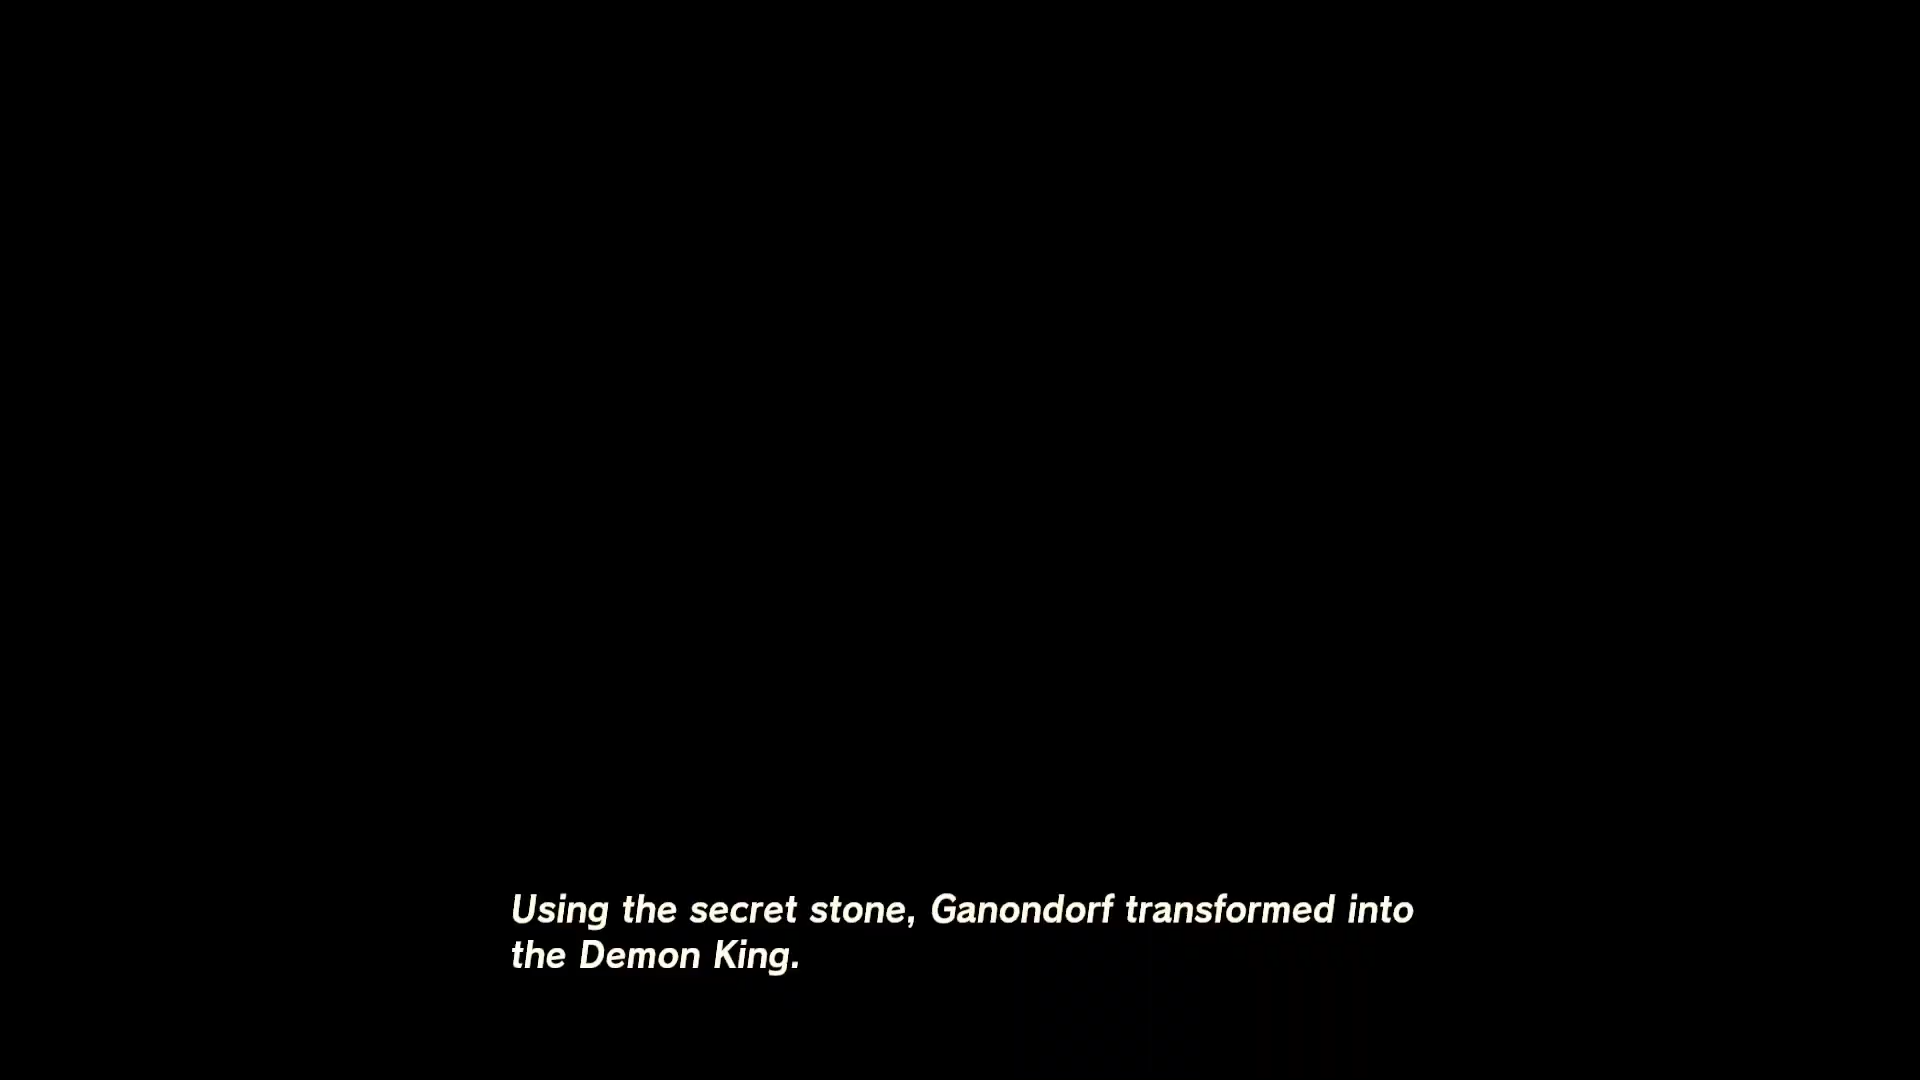 Using the secret stone, Ganondorf transformed into
the Demon King.